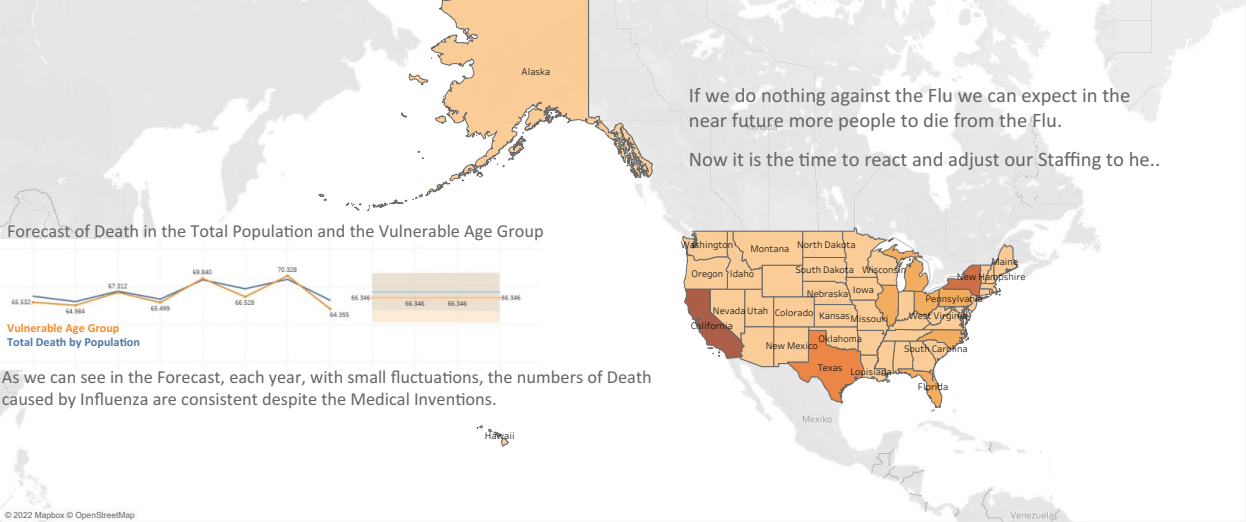 Alaska
If we do nothing against the Flu we can expect in the
near future more people to die from the Flu.
Kanada
Now it is the time to react and adjust our Staffing to he..
Forecast of Death in the Total Population and the Vulnerable Age Group
69.840
70.328
67.312
65.532
64.984
65.499
66.528
64.355
66.346
66.346
66.346
66.346
Vulnerable Age Group
Total Death by Population
As we can see in the Forecast, each year, with small fluctuations, the numbers of Death
caused by Influenza are consistent despite the Medical Inventions.
Washington
Montana
North Dakota
Maine
Oregon
Idaho
South Dakota
Wisconsin
New Hampshire
Nebraska
Iowa
Pennsylvania
Nevada
Utah
Colorado
Kansas
Missouri
West Virginia
California
New Mexico
Oklahoma
South Carolina
Texas
Louisiana
Florida
Mexiko
Hawaii
© 2022 Mapbox © OpenStreetMap
Venezuela